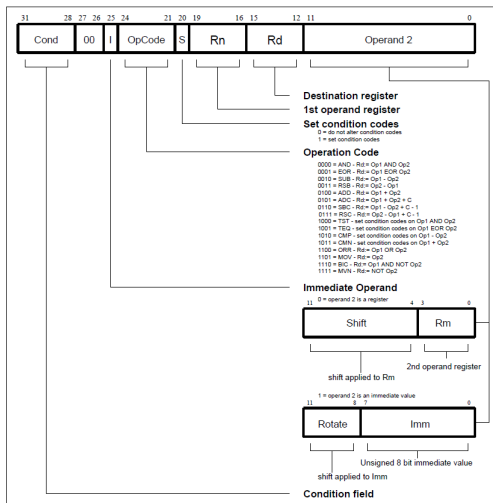 31 28 27 26 25 24 21 20 19 16 15 12 11 0
Cond 00 I OpCode S Rn Rd Operand 2
Destination register
1st operand register
Set condition codes
0 = do not alter condition codes
1 = set condition codes
Operation Code
0000 = AND - Rd:= Op1 AND Op2
0001 = EOR - Rd:= Op1 EOR Op2
0010 = SUB - Rd:= Op1 - Op2
0011 = RSB - Rd:= Op2 - Op1
0100 = ADD - Rd:= Op1 + Op2
0101 = ADC - Rd:= Op1 + Op2 + C
0110 = SBC - Rd:= Op1 - Op2 + C - 1
0111 = RSC - Rd:= Op2 - Op1 + C - 1
1000 = TST - set condition codes on Op1 AND Op2
1001 = TEQ - set condition codes on Op1 EOR Op2
1010 = CMP - set condition codes on Op1 - Op2
1011 = CMN - set condition codes on Op1 + Op2
1100 = ORR - Rd:= Op1 OR Op2
1101 = MOV - Rd:= Op2
1110 = BIC - Rd:= Op1 AND NOT Op2
1111 = MVN - Rd:= NOT Op2
Immediate Operand
0 = operand 2 is a register
11 4 3 0
Shift Rm
2nd operand register
shift applied to Rm
1 = operand 2 is an immediate value
11 8 7 0
Rotate Imm
Unsigned 8 bit immediate value
shift applied to Imm
Condition field